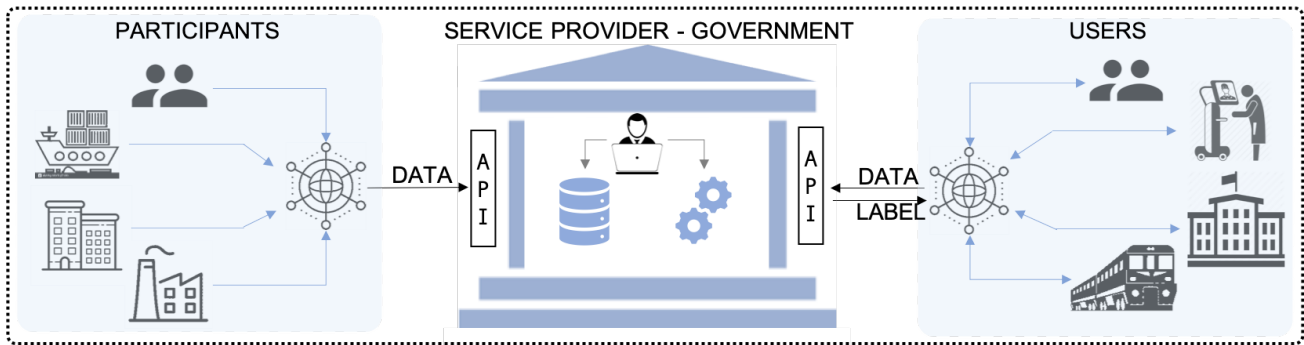 PARTICIPANTS
SERVICE PROVIDER - GOVERNMENT
USERS
DATA
A
P
I
A
P
I
DATA
LABEL